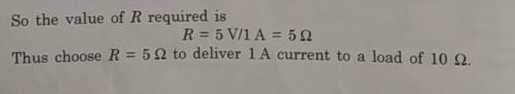 So the value of R required is
R = 5 V/1 A = 5 Ω
Thus choose R = 5 Ω to deliver 1 A current to a load of 10 Ω.